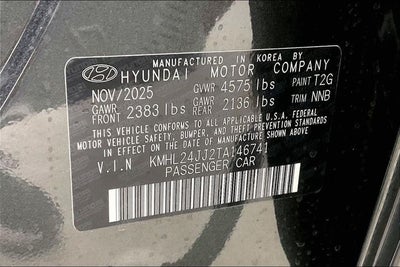 MANUFACTURED IN KOREA BY
HYUNDAI MOTOR COMPANY
NOV/2025 GVWR 4575 lbs PAINT T2G
GAWR FRONT 2383 lbs GAWR REAR 2136 lbs TRIM NNB
THIS VEHICLE CONFORMS TO ALL APPLICABLE U.S.A. FEDERAL
MOTOR VEHICLE SAFETY, BUMPER, AND THEFT PREVENTION STANDARDS
IN EFFECT ON THE DATE OF MANUFACTURE SHOWN ABOVE.
V.I.N KMHL24JJ2TA146741
PASSENGER CAR